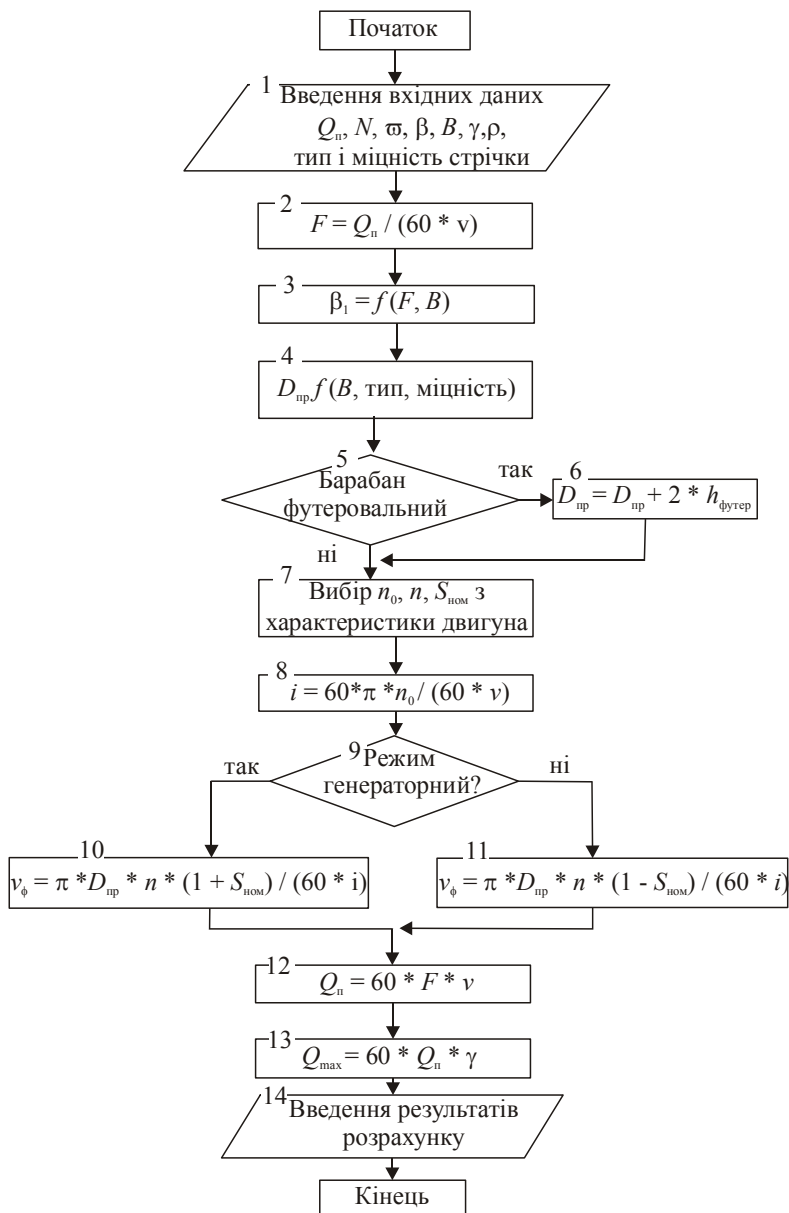 Початок
1
Введення вхідних даних
Qп, N, ϖ, β, B, γ,ρ,
тип і міцність стрічки
2
F = Qп / (60 * v)
3
β₁ = f (F, B)
4
Dпр,f (B, тип, міцність)
5
Барабан
футеровальний
так
6
Dпр = Dпр + 2 * hфутер
ні
7
Вибір n₀, n, Sном з
характеристики двигуна
8
i = 60*π *n₀ / (60 * v)
9
Режим
генераторний?
так
ні
10
vф = π *Dпр * n * (1 + Sном) / (60 * i)
11
vф = π *Dпр * n * (1 - Sном) / (60 * i)
12
Qп = 60 * F * v
13
Qmax = 60 * Qп * γ
14
Введення результатів
розрахунку
Кінець